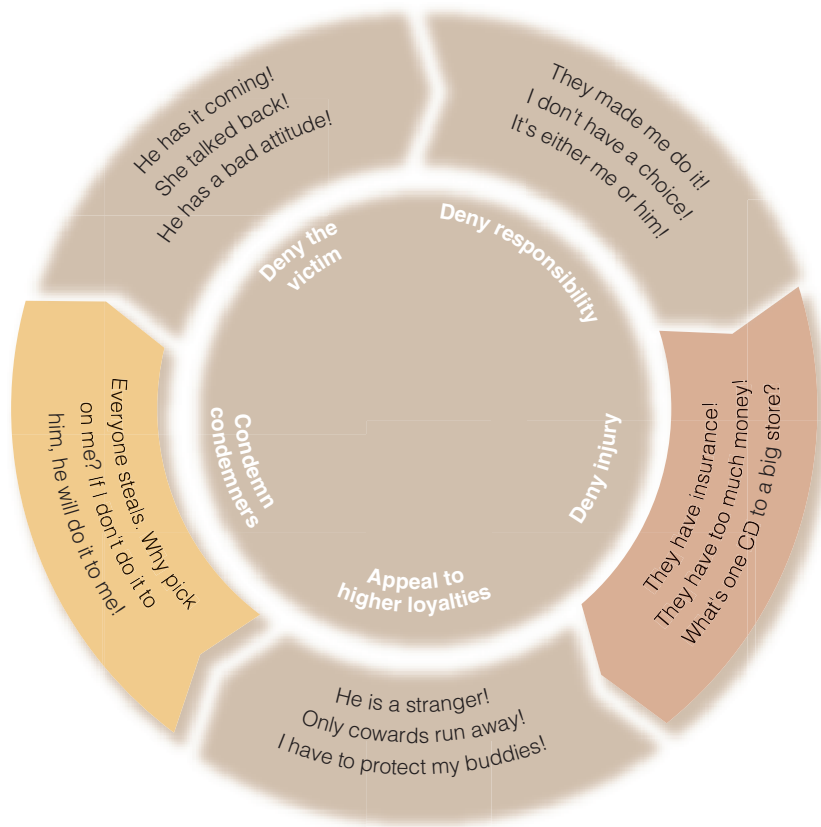 They made me do it!
I don't have a choice!
It's either me or him!
Deny responsibility
They have insurance!
They have too much money!
What's one CD to a big store?
Deny injury
He is a stranger!
Only cowards run away!
I have to protect my buddies!
Appeal to
higher loyalties
Everyone steals. Why pick
on me? If I don't do it to
him, he will do it to me!
Condemn
condemners
He has it coming!
She talked back!
He has a bad attitude!
Deny the
victim